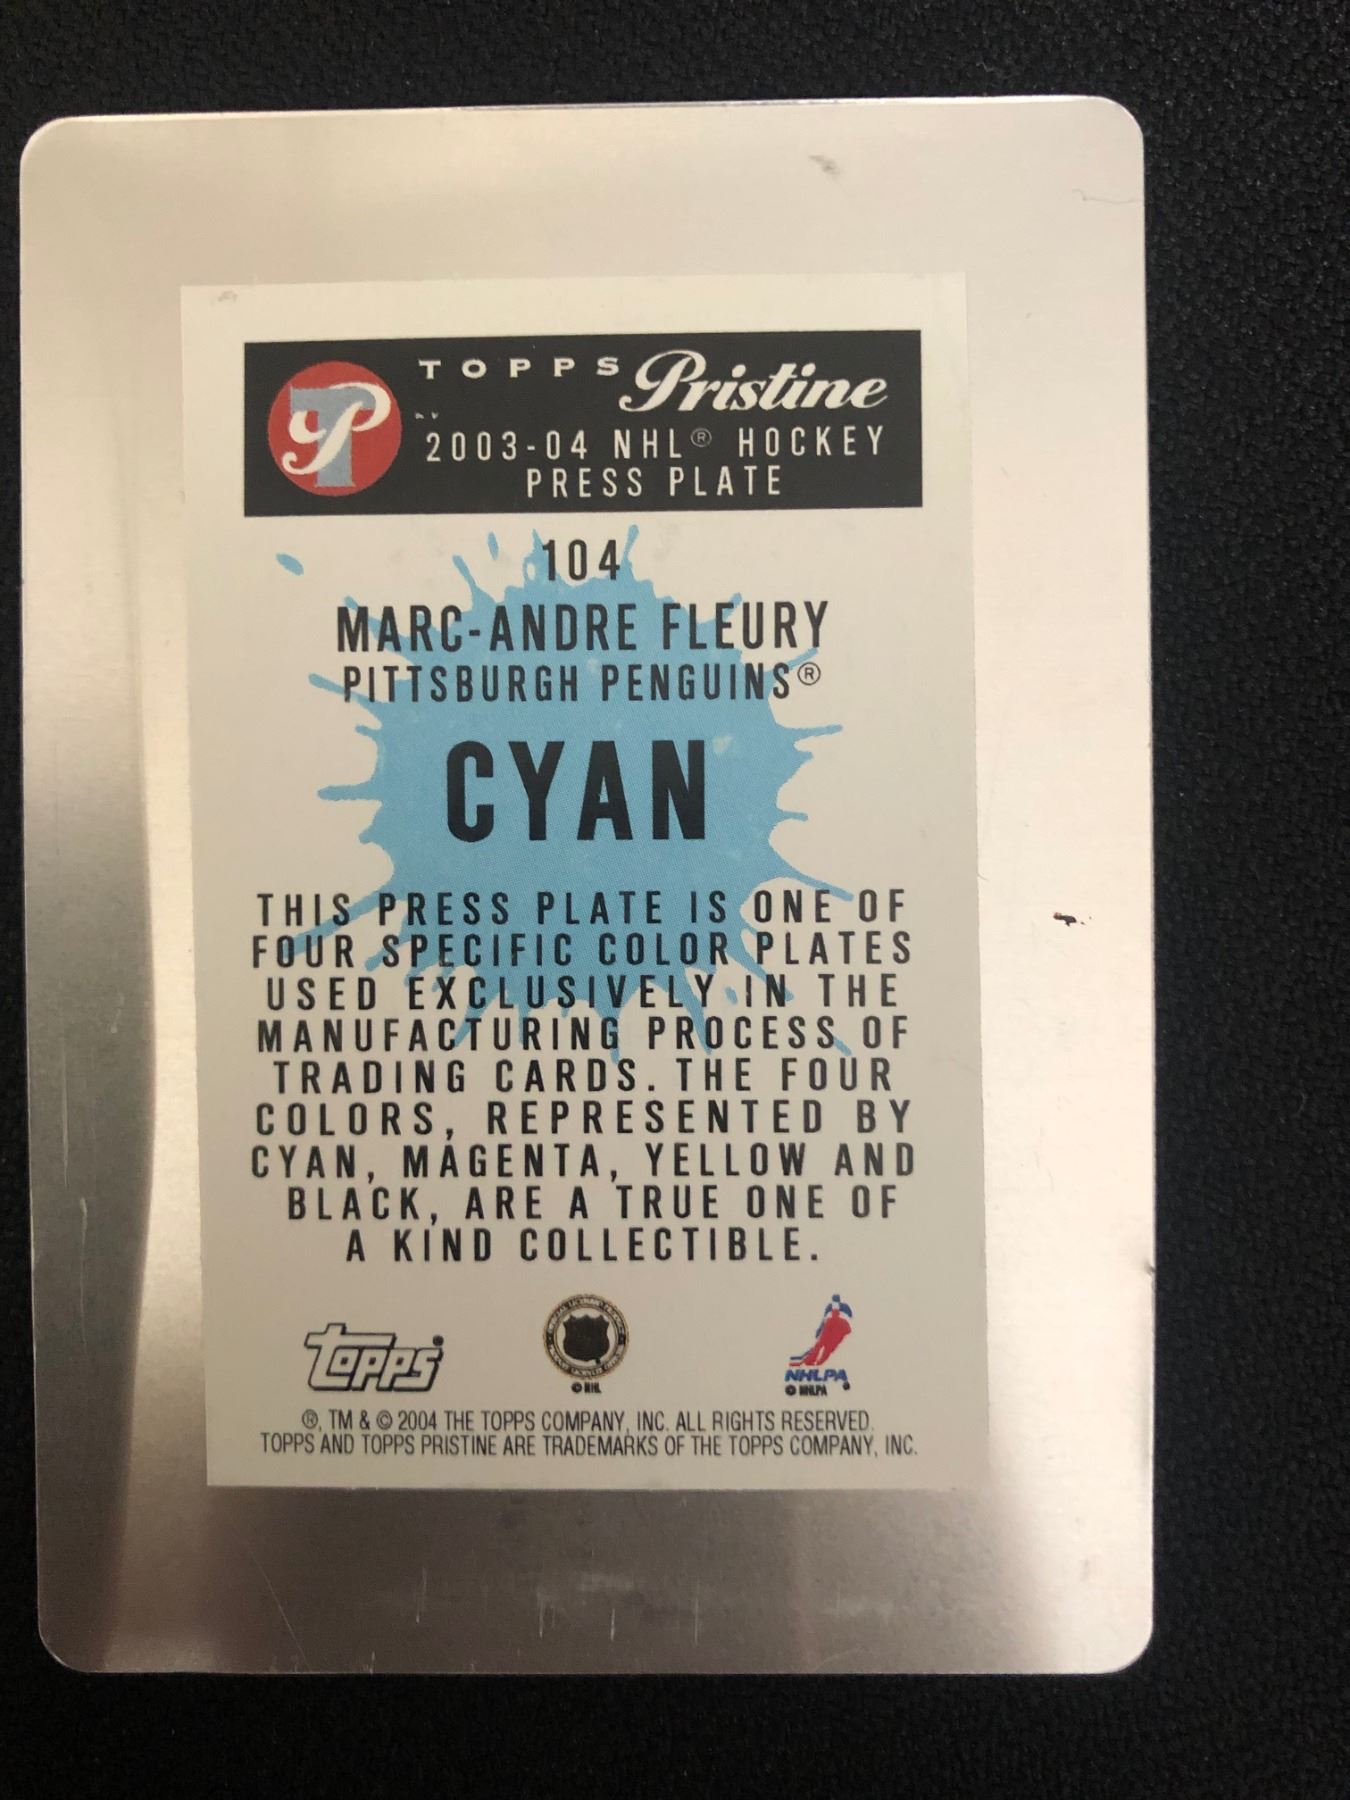 TOPPS Pristine
2003-04 NHL® HOCKEY
PRESS PLATE
104
MARC-ANDRE FLEURY
PITTSBURGH PENGUINS®
CYAN
THIS PRESS PLATE IS ONE OF
FOUR SPECIFIC COLOR PLATES
USED EXCLUSIVELY IN THE
MANUFACTURING PROCESS OF
TRADING CARDS. THE FOUR
COLORS, REPRESENTED BY
CYAN, MAGENTA, YELLOW AND
BLACK, ARE A TRUE ONE OF
A KIND COLLECTIBLE.
Topps
© NHL
NHLPA
© NHLPA
®, TM & © 2004 THE TOPPS COMPANY, INC. ALL RIGHTS RESERVED.
TOPPS AND TOPPS PRISTINE ARE TRADEMARKS OF THE TOPPS COMPANY, INC.